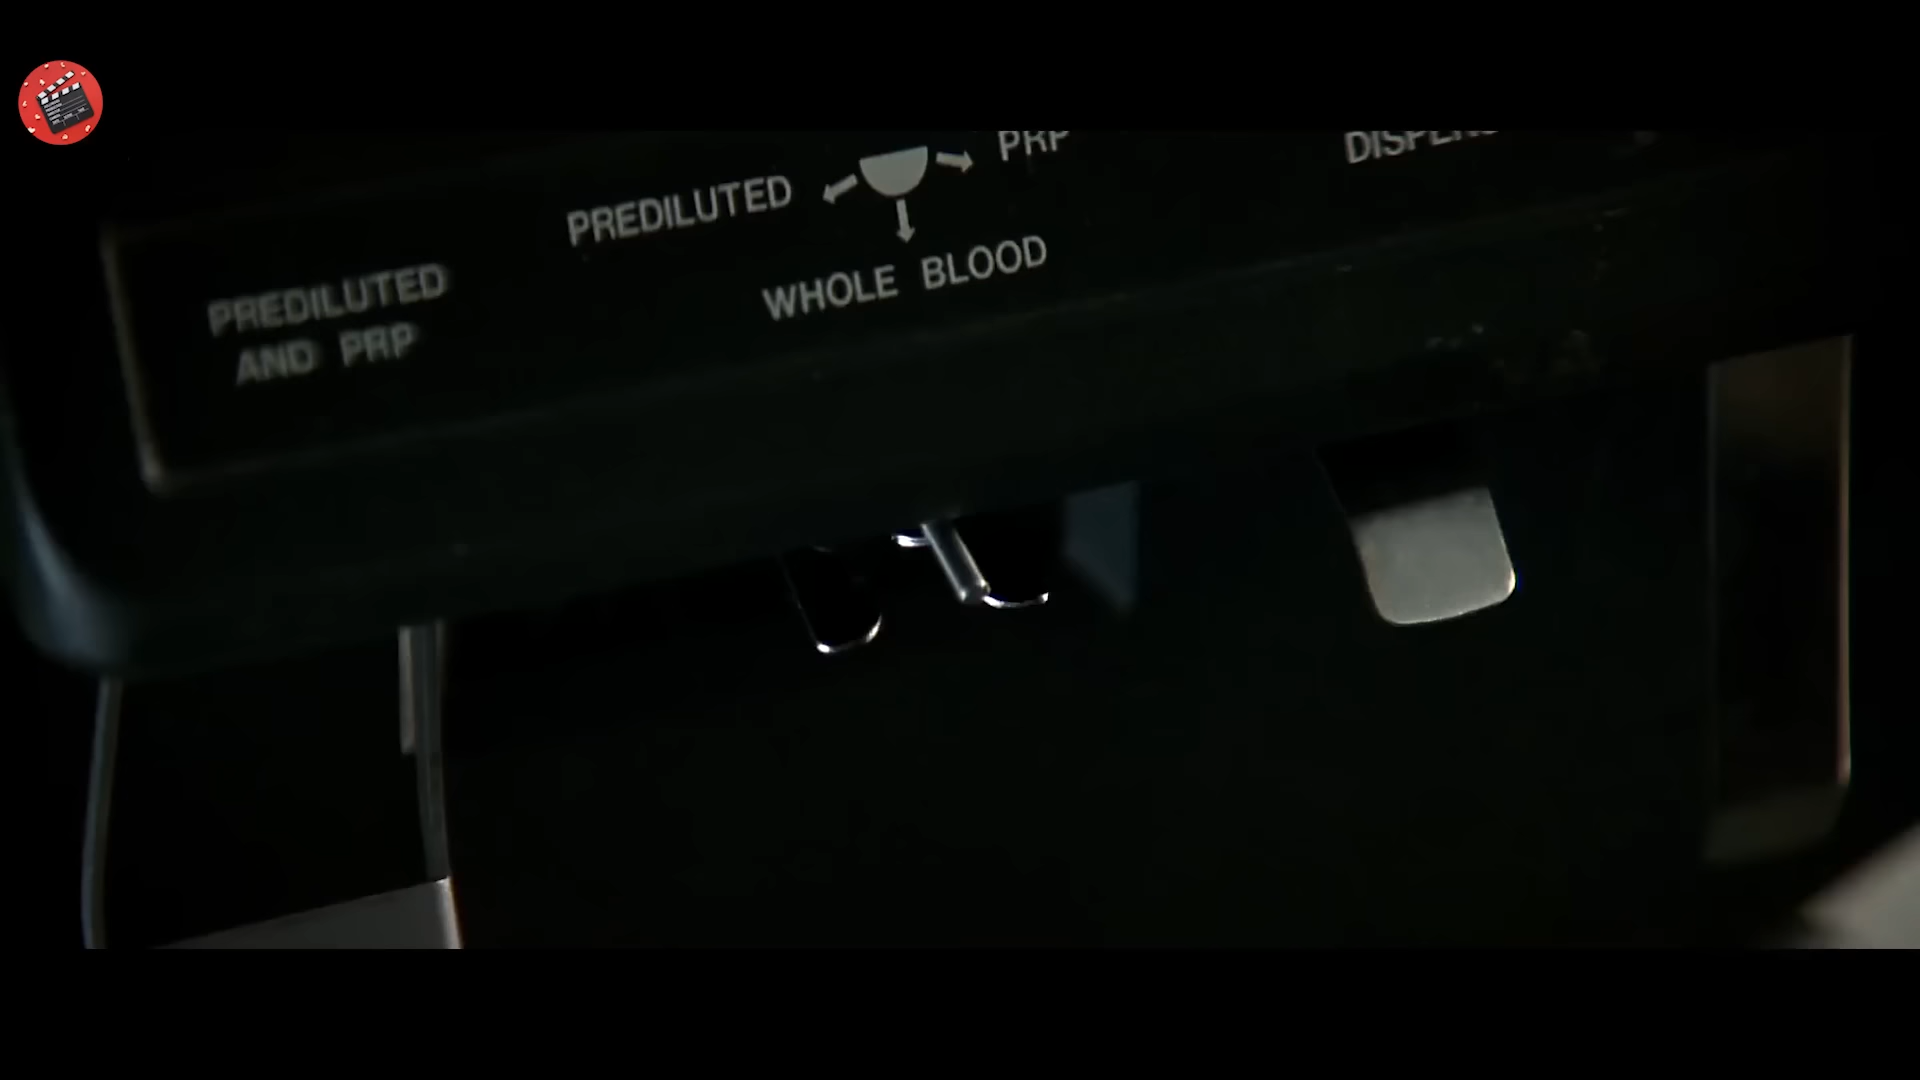 PRP
PREDILUTED
WHOLE BLOOD
PREDILUTED
AND PRP